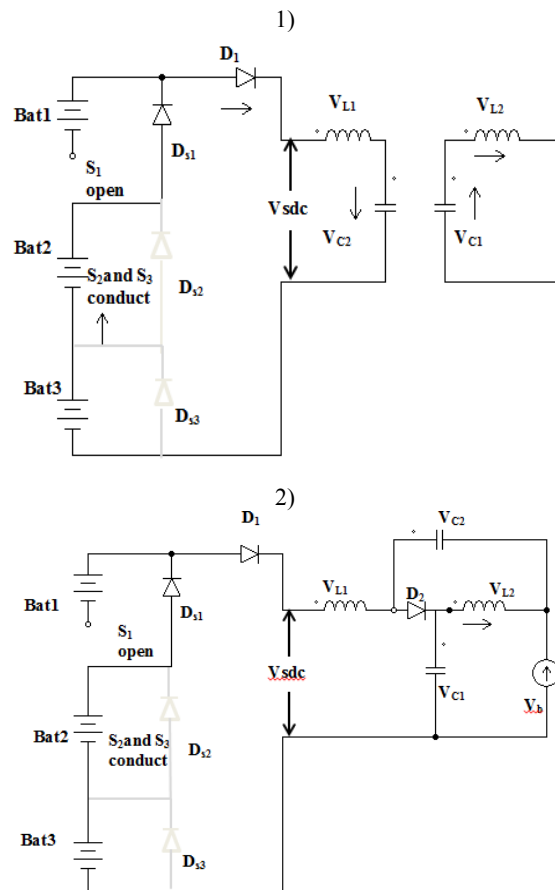 1)
D1
VL1
VL2
Bat1
Ds1
S1
open
Vsdc
VC2
VC1
Bat2
S2and S3
conduct
Ds2
Bat3
Ds3
2)
D1
VC2
VL1
D2
VL2
Bat1
Ds1
S1
open
Vsdc
VC1
Vb
Bat2
S2and S3
conduct
Ds2
Bat3
Ds3